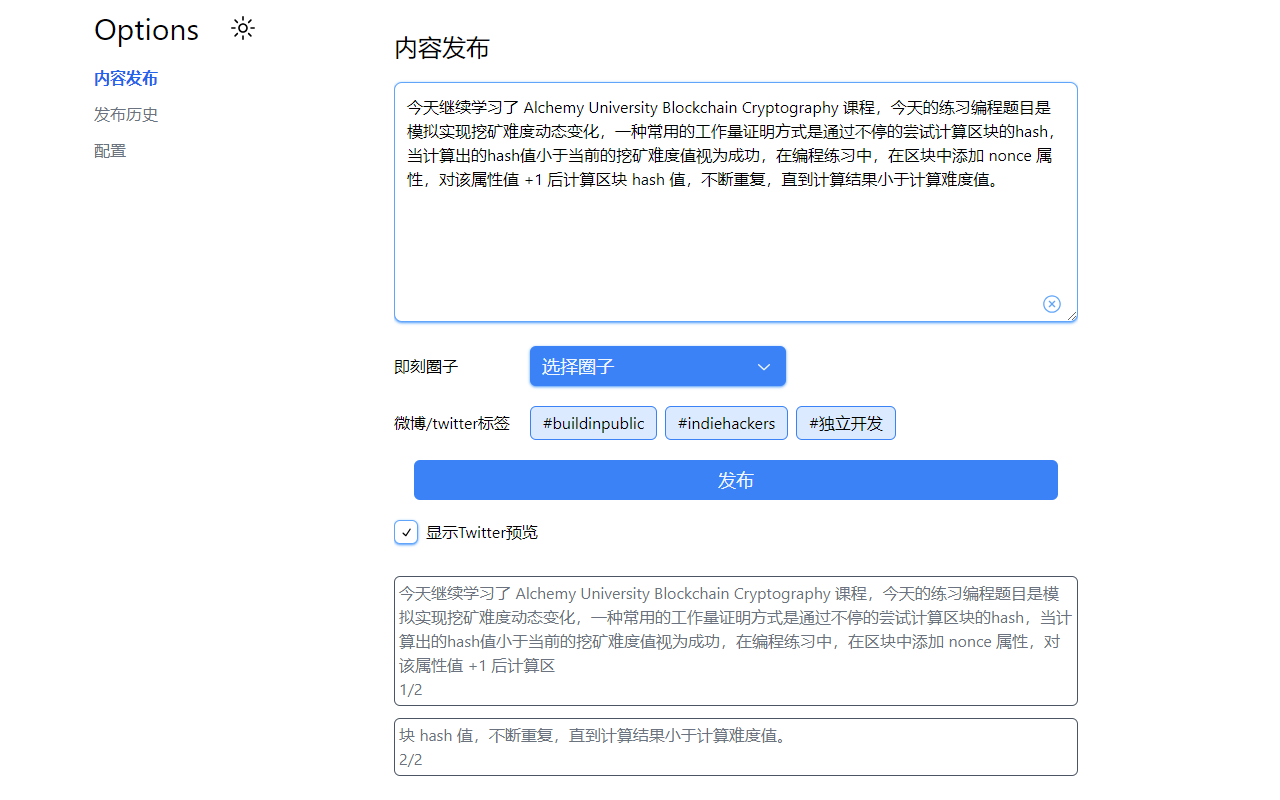 Options
内容发布
发布历史
配置
内容发布
今天继续学习了 Alchemy University Blockchain Cryptography 课程，今天的练习编程题目是
模拟实现挖矿难度动态变化，一种常用的工作量证明方式是通过不停的尝试计算区块的hash，
当计算出的hash值小于当前的挖矿难度值视为成功，在编程练习中，在区块中添加 nonce 属
性，对该属性值 +1 后计算区块 hash 值，不断重复，直到计算结果小于计算难度值。
即刻圈子
选择圈子
微博/twitter标签
#buildinpublic
#indiehackers
#独立开发
发布
显示Twitter预览
今天继续学习了 Alchemy University Blockchain Cryptography 课程，今天的练习编程题目是模
拟实现挖矿难度动态变化，一种常用的工作量证明方式是通过不停的尝试计算区块的hash，当计
算出的hash值小于当前的挖矿难度值视为成功，在编程练习中，在区块中添加 nonce 属性，对
该属性值 +1 后计算区
1/2
块 hash 值，不断重复，直到计算结果小于计算难度值。
2/2